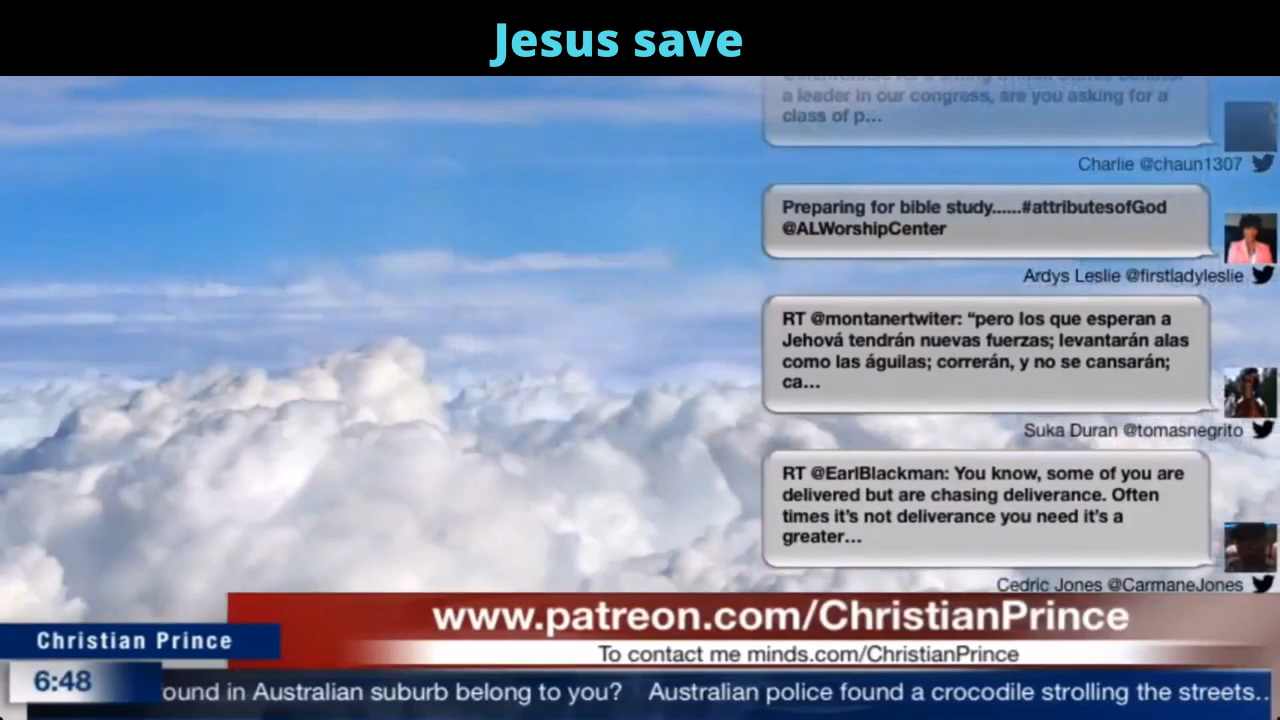 Jesus save
a leader in our congress, are you asking for a
class of p...
Charlie @chaun1307
Preparing for bible study......#attributesofGod
@ALWorshipCenter
Ardys Leslie @firstladyleslie
RT @montanertwiter: “pero los que esperan a
Jehová tendrán nuevas fuerzas; levantarán alas
como las águilas; correrán, y no se cansarán;
ca...
Suka Duran @tomasnegrito
RT @EarlBlackman: You know, some of you are
delivered but are chasing deliverance. Often
times it's not deliverance you need it's a
greater...
Cedric Jones @CarmaneJones
www.patreon.com/ChristianPrince
Christian Prince
To contact me minds.com/ChristianPrince
6:48
ound in Australian suburb belong to you? Australian police found a crocodile strolling the streets..